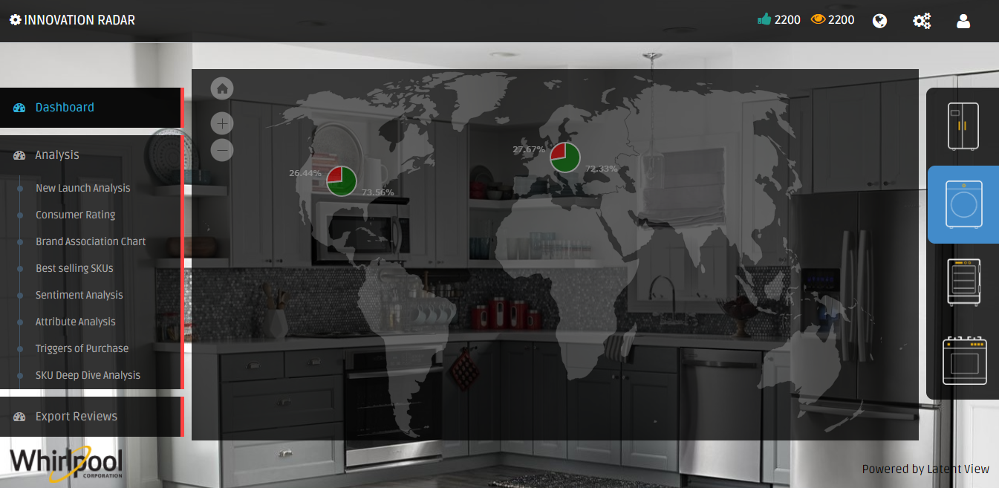 INNOVATION RADAR
2200 2200
Dashboard
Analysis
New Launch Analysis
Consumer Rating
Brand Association Chart
Best selling SKUs
Sentiment Analysis
Attribute Analysis
Triggers of Purchase
SKU Deep Dive Analysis
Export Reviews
26.44%
73.56%
27.67%
72.33%
Whirlpool
CORPORATION
Powered by Latent View